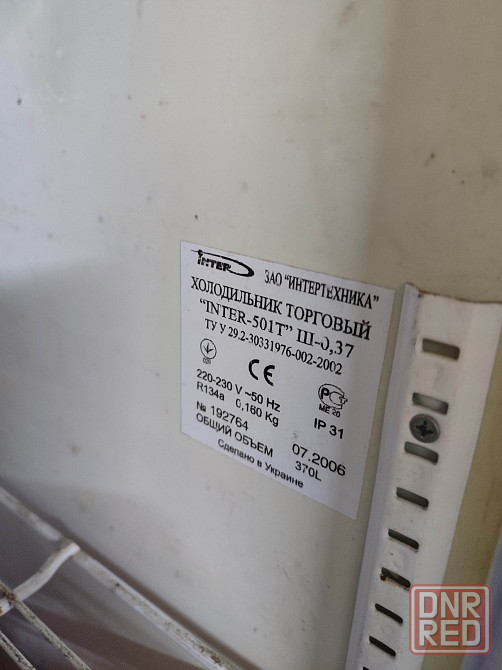 INTER ЗАО "ИНТЕРТЕХНИКА"
ХОЛОДИЛЬНИК ТОРГОВЫЙ
"INTER-501T" Ш-0,37
ТУ У 29.2-30331976-002-2002
CE
220-230 V ~50 Hz
R134a 0,160 Kg
IP 31
№ 192764
07.2006
ОБЩИЙ ОБЪЕМ 370L
Сделано в Украине
DNR
RED